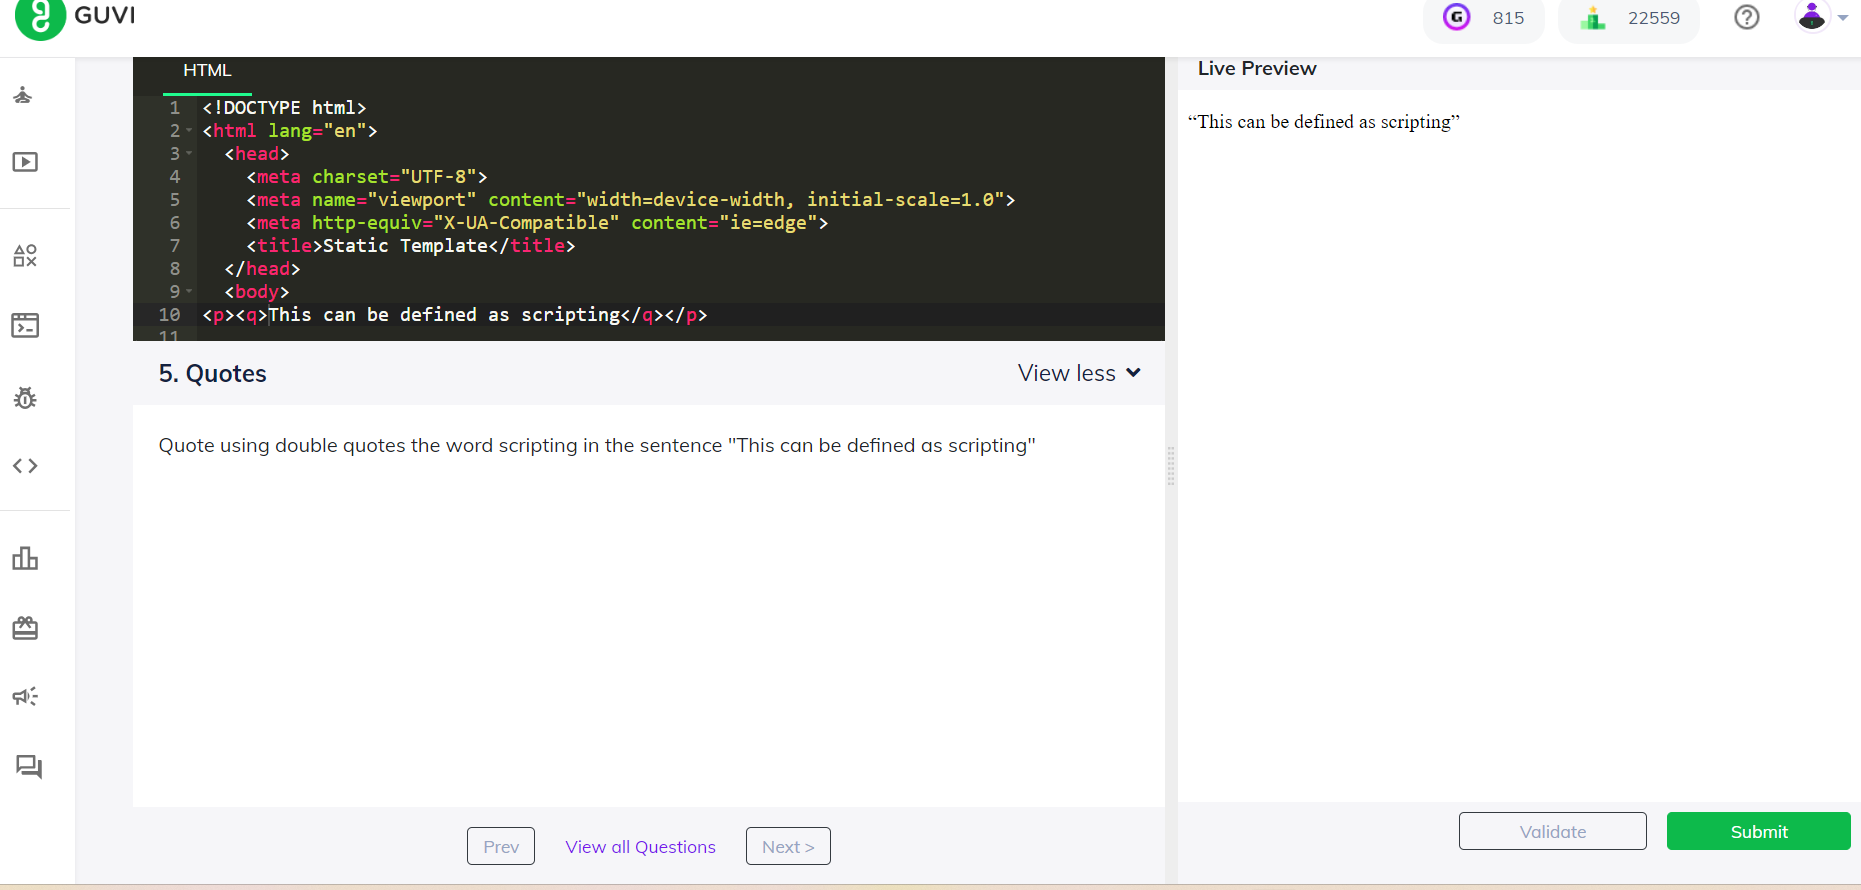 GUVI
815
22559
HTML
1 <!DOCTYPE html>
2 <html lang="en">
3 <head>
4 <meta charset="UTF-8">
5 <meta name="viewport" content="width=device-width, initial-scale=1.0">
6 <meta http-equiv="X-UA-Compatible" content="ie=edge">
7 <title>Static Template</title>
8 </head>
9 <body>
10 <p><q>This can be defined as scripting</q></p>
11
5. Quotes
View less
Quote using double quotes the word scripting in the sentence "This can be defined as scripting"
Prev
View all Questions
Next >
Live Preview
“This can be defined as scripting”
Validate
Submit